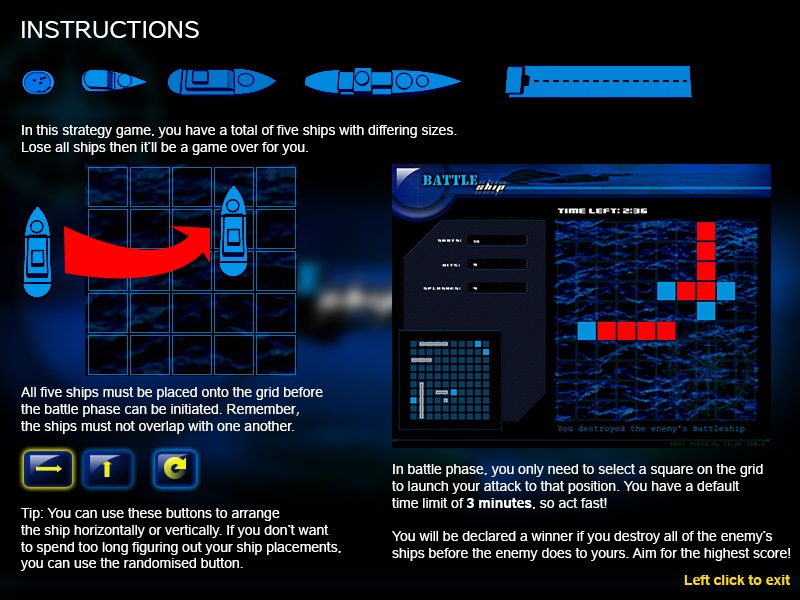 INSTRUCTIONS
In this strategy game, you have a total of five ships with differing sizes.
Lose all ships then it'll be a game over for you.
BATTLE
ship
TIME LEFT: 2:36
SHOTS:
HITS:
SPLASHES:
You destroyed the enemy's Battleship
All five ships must be placed onto the grid before
the battle phase can be initiated. Remember,
the ships must not overlap with one another.
Tip: You can use these buttons to arrange
the ship horizontally or vertically. If you don't want
to spend too long figuring out your ship placements,
you can use the randomised button.
In battle phase, you only need to select a square on the grid
to launch your attack to that position. You have a default
time limit of 3 minutes, so act fast!
You will be declared a winner if you destroy all of the enemy's
ships before the enemy does to yours. Aim for the highest score!
Left click to exit